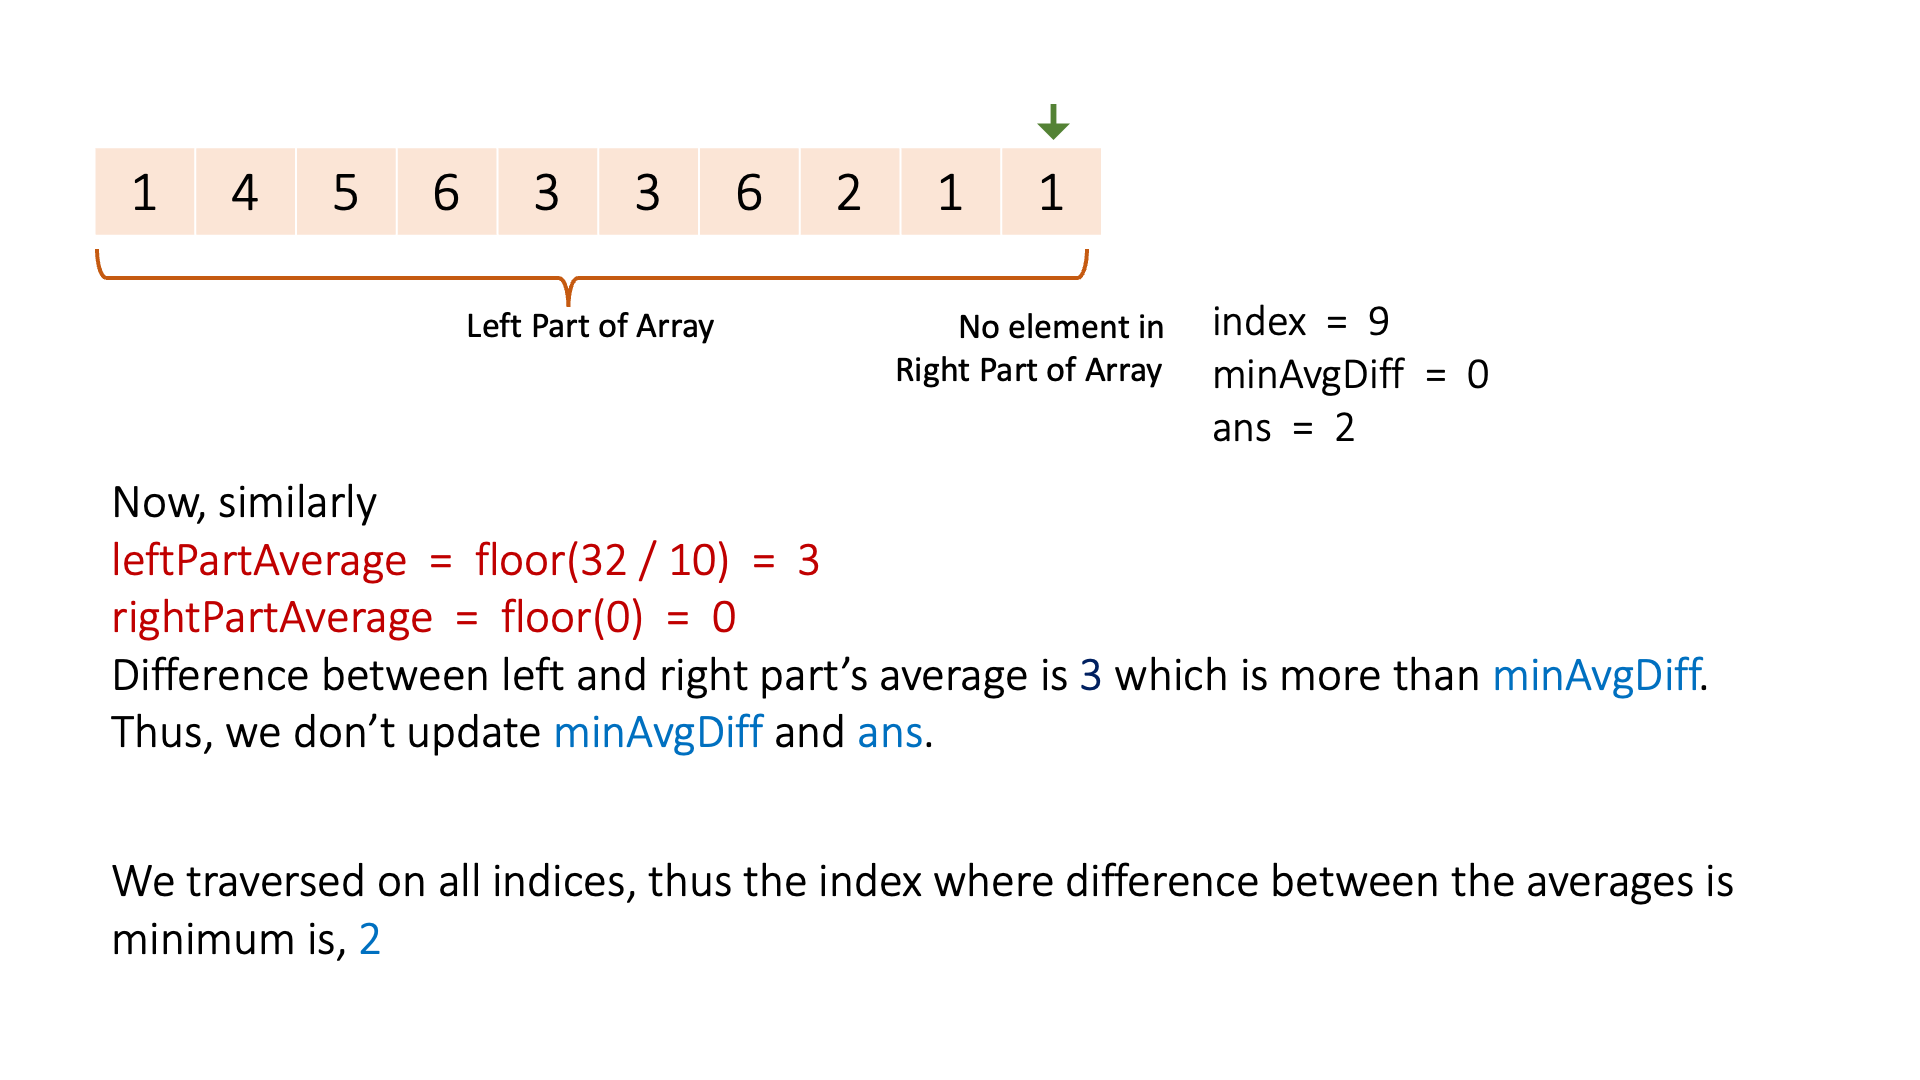 1 4 5 6 3 3 6 2 1 1
Left Part of Array
No element in
Right Part of Array
index = 9
minAvgDiff = 0
ans = 2
Now, similarly
leftPartAverage = floor(32 / 10) = 3
rightPartAverage = floor(0) = 0
Difference between left and right part’s average is 3 which is more than minAvgDiff.
Thus, we don’t update minAvgDiff and ans.
We traversed on all indices, thus the index where difference between the averages is
minimum is, 2